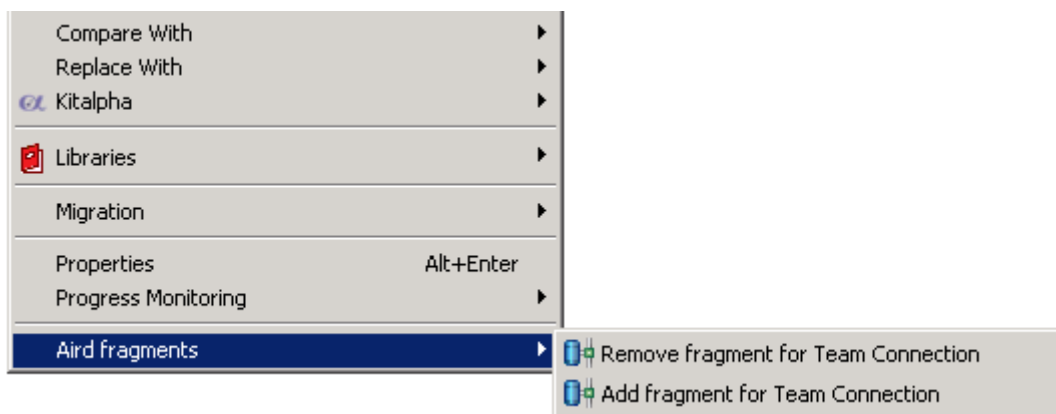 Compare With
Replace With
Kitalpha
Libraries
Migration
Properties Alt+Enter
Progress Monitoring
Aird fragments
Remove fragment for Team Connection
Add fragment for Team Connection